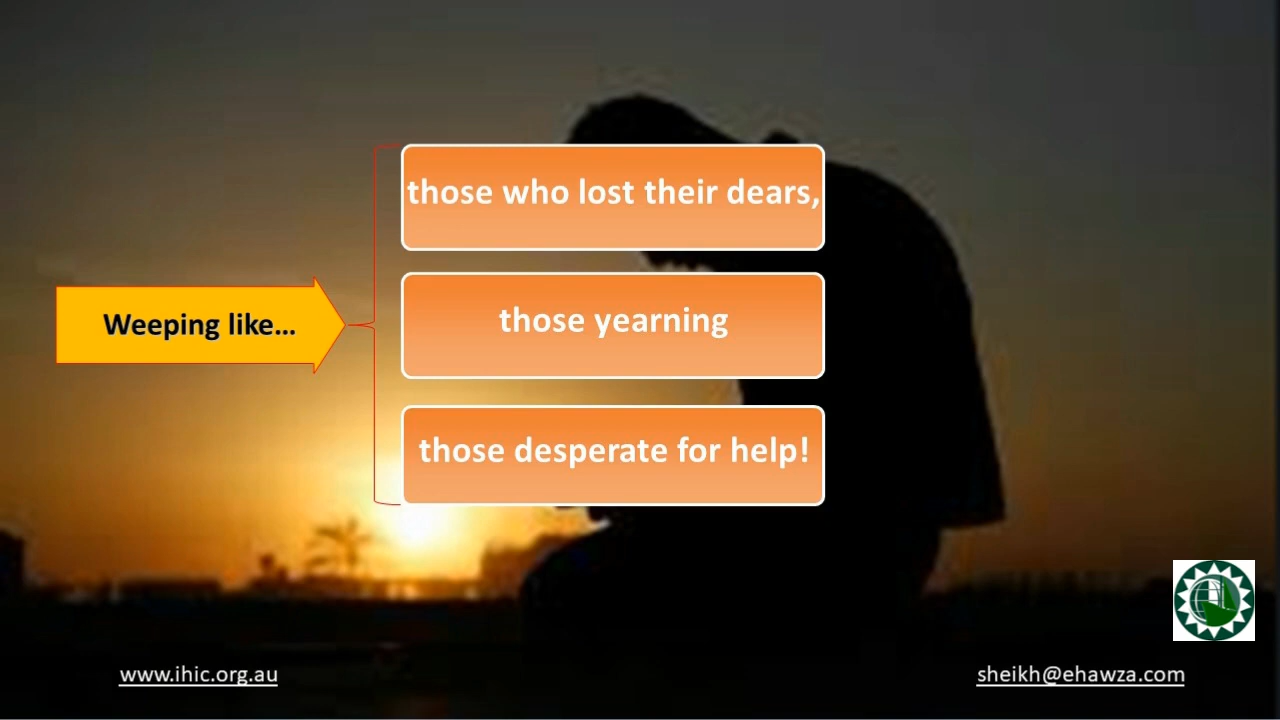 Weeping like…
those who lost their dears,
those yearning
those desperate for help!
www.ihic.org.au
sheikh@ehawza.com